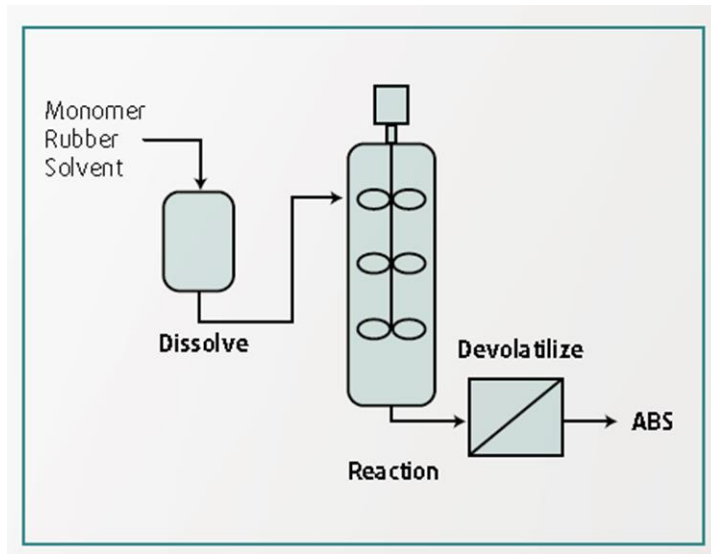 Monomer
Rubber
Solvent
Dissolve
Devolatilize
ABS
Reaction